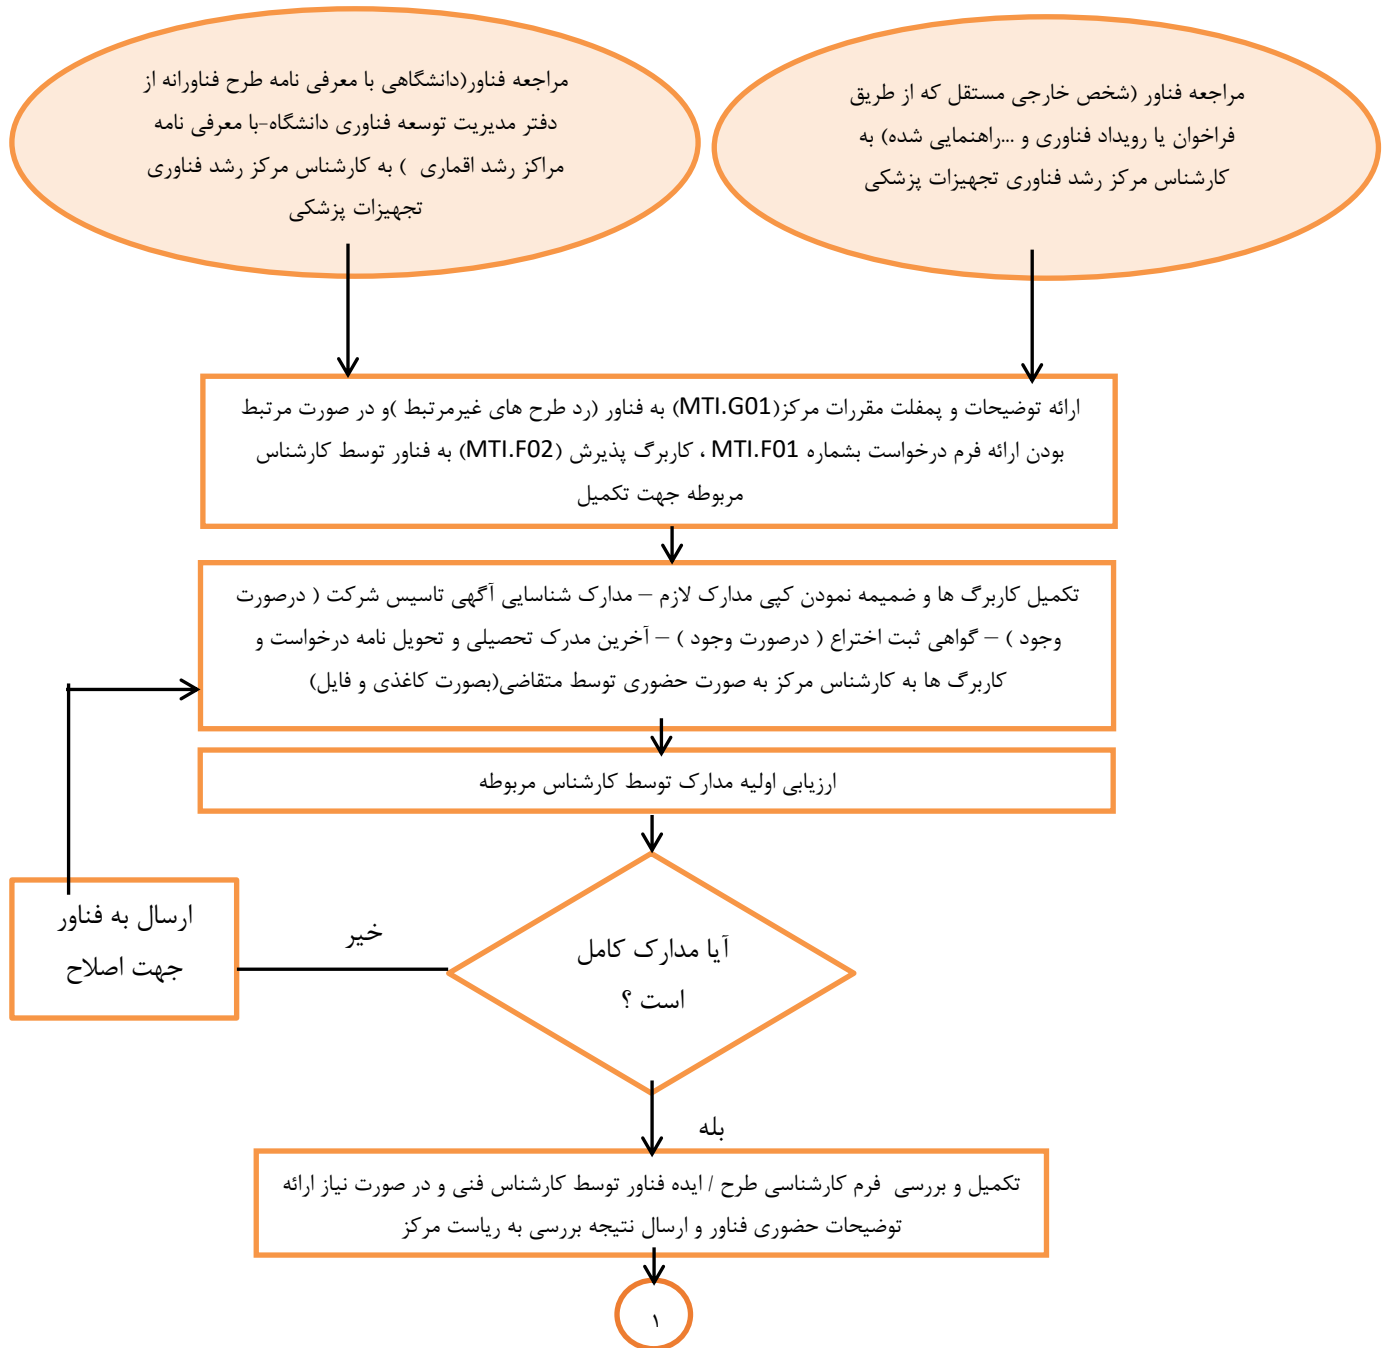 مراجعه فناور (شخص خارجی مستقل که از طریق
فراخوان یا رویداد فناوری و ...راهنمایی شده) به
کارشناس مرکز رشد فناوری تجهیزات پزشکی
مراجعه فناور(دانشگاهی با معرفی نامه طرح فناورانه از
دفتر مدیریت توسعه فناوری دانشگاه-با معرفی نامه
مراکز رشد اقماری ) به کارشناس مرکز رشد فناوری
تجهیزات پزشکی
ارائه توضیحات و پمفلت مقررات مرکز(MTI.G01) به فناور (رد طرح های غیرمرتبط )و در صورت مرتبط
بودن ارائه فرم درخواست بشماره MTI.F01 ، کاربرگ پذیرش (MTI.F02) به فناور توسط کارشناس
مربوطه جهت تکمیل
تکمیل کاربرگ ها و ضمیمه نمودن کپی مدارک لازم – مدارک شناسایی آگهی تاسیس شرکت ( درصورت
وجود ) – گواهی ثبت اختراع ( درصورت وجود ) – آخرین مدرک تحصیلی و تحویل نامه درخواست و
کاربرگ ها به کارشناس مرکز به صورت حضوری توسط متقاضی(بصورت کاغذی و فایل)
ارزیابی اولیه مدارک توسط کارشناس مربوطه
آیا مدارک کامل
است ؟
خیر
ارسال به فناور
جهت اصلاح
بله
تکمیل و بررسی فرم کارشناسی طرح / ایده فناور توسط کارشناس فنی و در صورت نیاز ارائه
توضیحات حضوری فناور و ارسال نتیجه بررسی به ریاست مرکز
۱